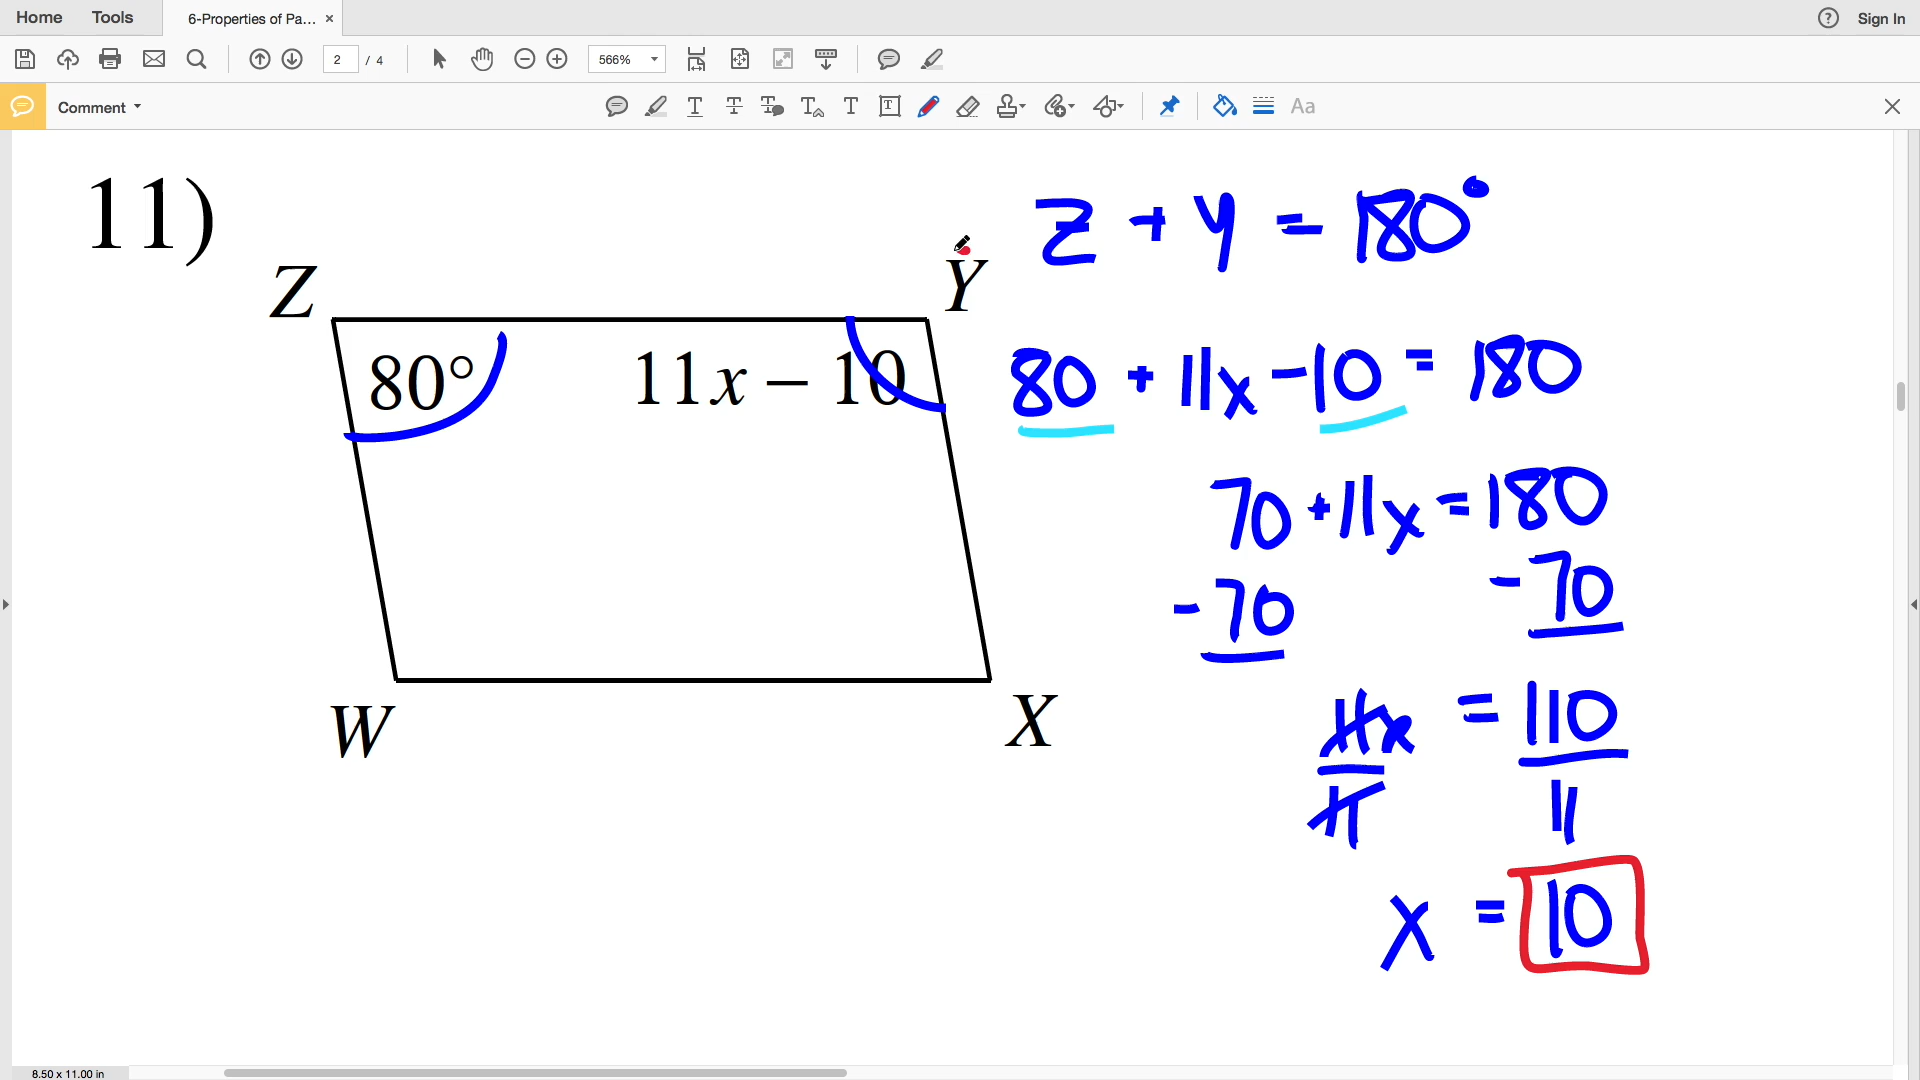 Home Tools 6-Properties of Pa... × ? Sign In
2 / 4 566%
Comment Aa
11)
Z + Y = 180°
Z Y
80° 11x – 10
80 + 11x - 10 = 180
70 + 11x = 180
- 70 - 70
11x = 110
11 11
W X
x = 10
8.50 x 11.00 in